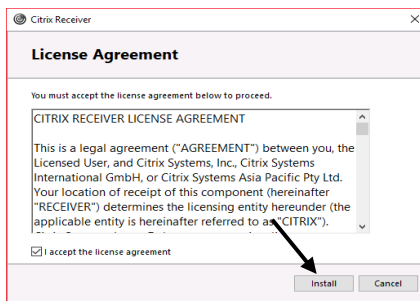 Citrix Receiver
License Agreement
You must accept the license agreement below to proceed.
CITRIX RECEIVER LICENSE AGREEMENT
This is a legal agreement ("AGREEMENT") between you, the
Licensed User, and Citrix Systems, Inc., Citrix Systems
International GmbH, or Citrix Systems Asia Pacific Pty Ltd.
Your location of receipt of this component (hereinafter
"RECEIVER") determines the licensing entity hereunder (the
applicable entity is hereinafter referred to as "CITRIX").
I accept the license agreement
Install Cancel